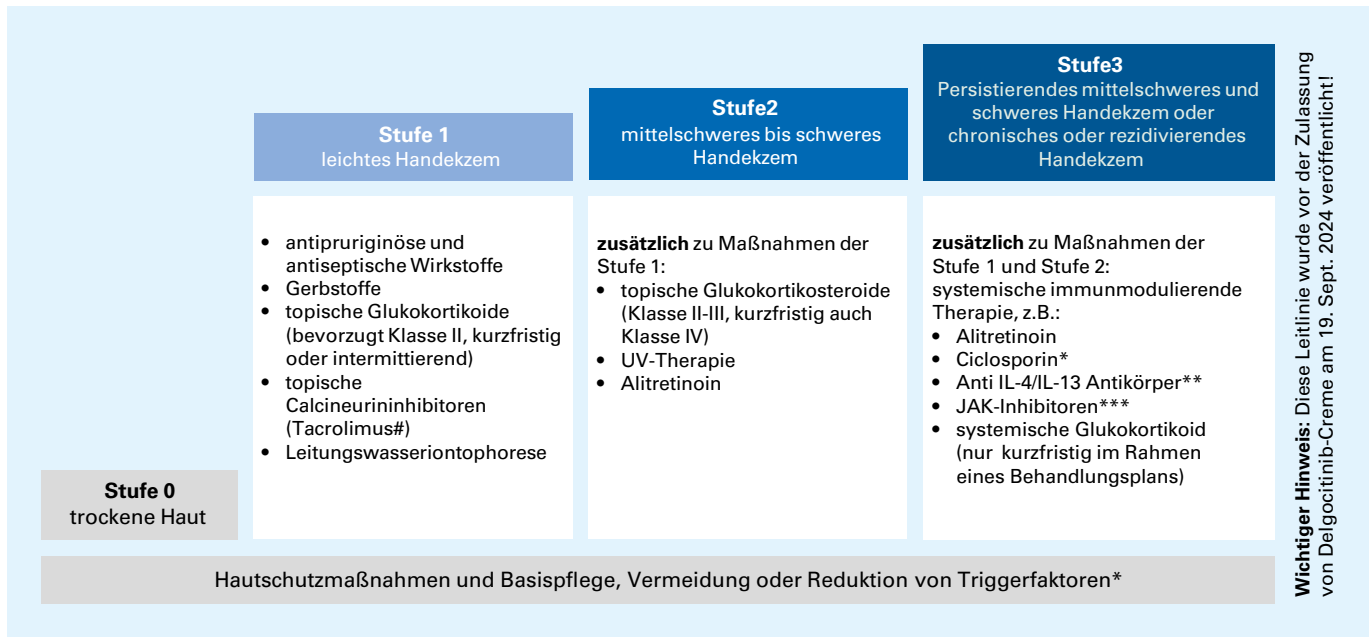 Stufe 1
leichtes Handekzem
• antipruriginöse und
antiseptische Wirkstoffe
• Gerbstoffe
• topische Glukokortikoide
(bevorzugt Klasse II, kurzfristig
oder intermittierend)
• topische
Calcineurininhibitoren
(Tacrolimus#)
• Leitungswasseriontophorese
Stufe2
mittelschweres bis schweres
Handekzem
zusätzlich zu Maßnahmen der
Stufe 1:
• topische Glukokortikosteroide
(Klasse II-III, kurzfristig auch
Klasse IV)
• UV-Therapie
• Alitretinoin
Stufe3
Persistierendes mittelschweres und
schweres Handekzem oder
chronisches oder rezidivierendes
Handekzem
zusätzlich zu Maßnahmen der
Stufe 1 und Stufe 2:
systemische immunmodulierende
Therapie, z.B.:
• Alitretinoin
• Ciclosporin*
• Anti IL-4/IL-13 Antikörper**
• JAK-Inhibitoren***
• systemische Glukokortikoid
(nur kurzfristig im Rahmen
eines Behandlungsplans)
Stufe 0
trockene Haut
Hautschutzmaßnahmen und Basispflege, Vermeidung oder Reduktion von Triggerfaktoren*
Wichtiger Hinweis: Diese Leitlinie wurde vor der Zulassung
von Delgocitinib-Creme am 19. Sept. 2024 veröffentlicht!